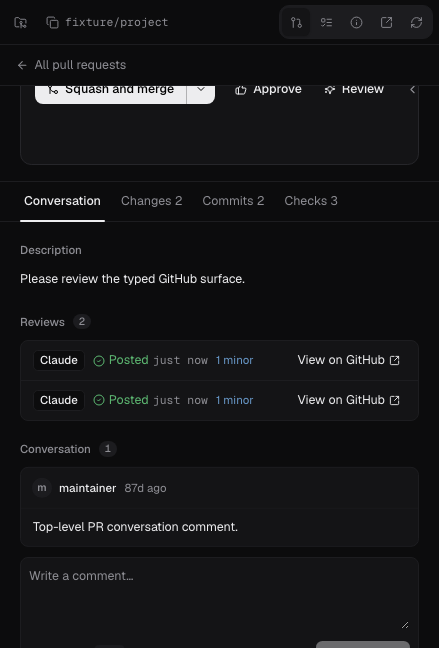 fixture/project
All pull requests
Squash and merge
Approve
Review
Conversation
Changes 2
Commits 2
Checks 3
Description
Please review the typed GitHub surface.
Reviews 2
Claude Posted just now 1 minor View on GitHub
Claude Posted just now 1 minor View on GitHub
Conversation 1
m maintainer 87d ago
Top-level PR conversation comment.
Write a comment...